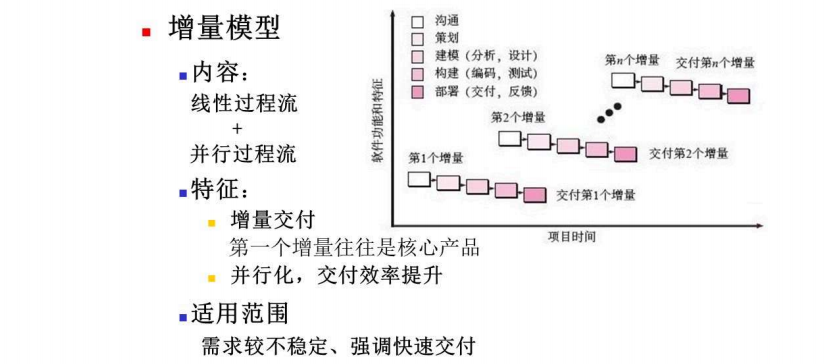 增量模型
内容：
线性过程流
+
并行过程流
特征：
增量交付
第一个增量往往是核心产品
并行化，交付效率提升
适用范围
需求较不稳定、强调快速交付
沟通
策划
建模（分析，设计）
构建（编码，测试）
部署（交付，反馈）
软件功能和特征
第n个增量
交付第n个增量
第2个增量
交付第2个增量
第1个增量
交付第1个增量
项目时间